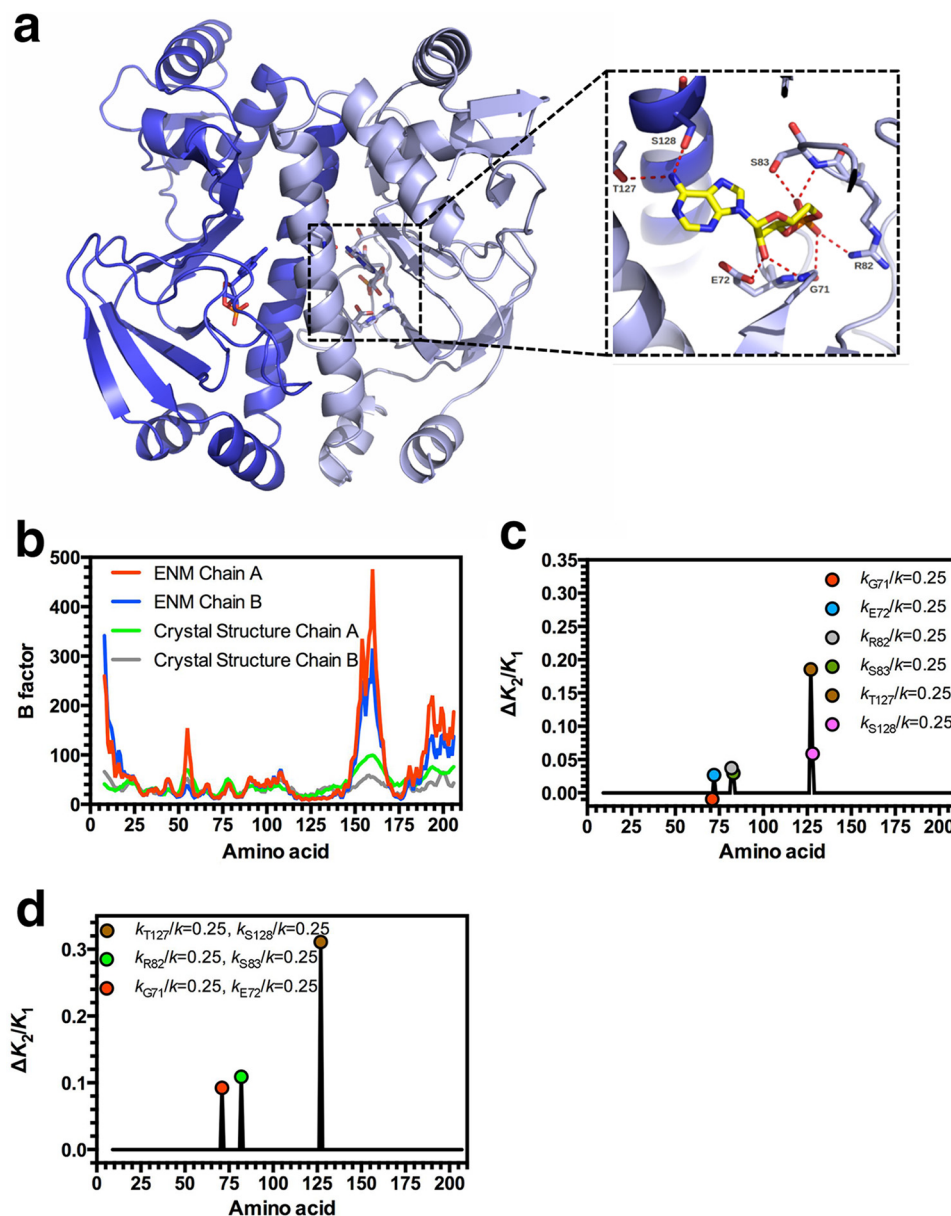 a
S128
T127
S83
E72
G71
R82
b
500
400
300
200
100
0
B factor
ENM Chain A
ENM Chain B
Crystal Structure Chain A
Crystal Structure Chain B
0 25 50 75 100 125 150 175 200
Amino acid
c
0.35
0.30
0.25
0.20
0.15
0.10
0.05
0.00
ΔK2/K1
kG71/k=0.25
kE72/k=0.25
kR82/k=0.25
kS83/k=0.25
kT127/k=0.25
kS128/k=0.25
0 25 50 75 100 125 150 175 200
Amino acid
d
0.3
0.2
0.1
0.0
ΔK2/K1
kT127/k=0.25, kS128/k=0.25
kR82/k=0.25, kS83/k=0.25
kG71/k=0.25, kE72/k=0.25
0 25 50 75 100 125 150 175 200
Amino acid